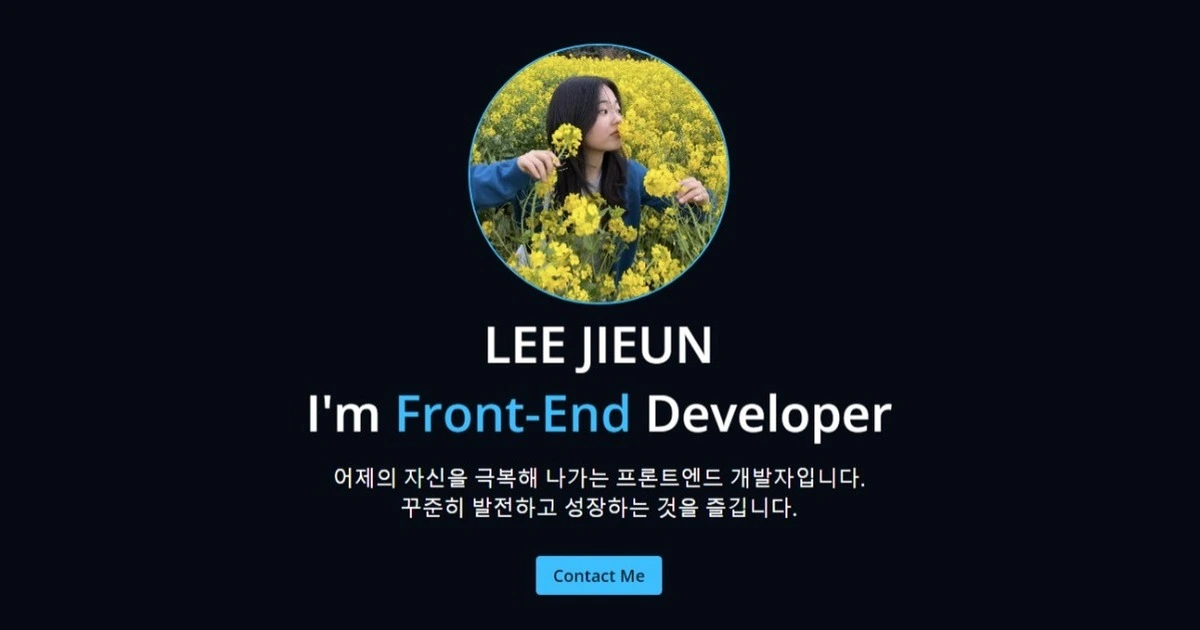 LEE JIEUN
I'm Front-End Developer
어제의 자신을 극복해 나가는 프론트엔드 개발자입니다.
꾸준히 발전하고 성장하는 것을 즐깁니다.
Contact Me